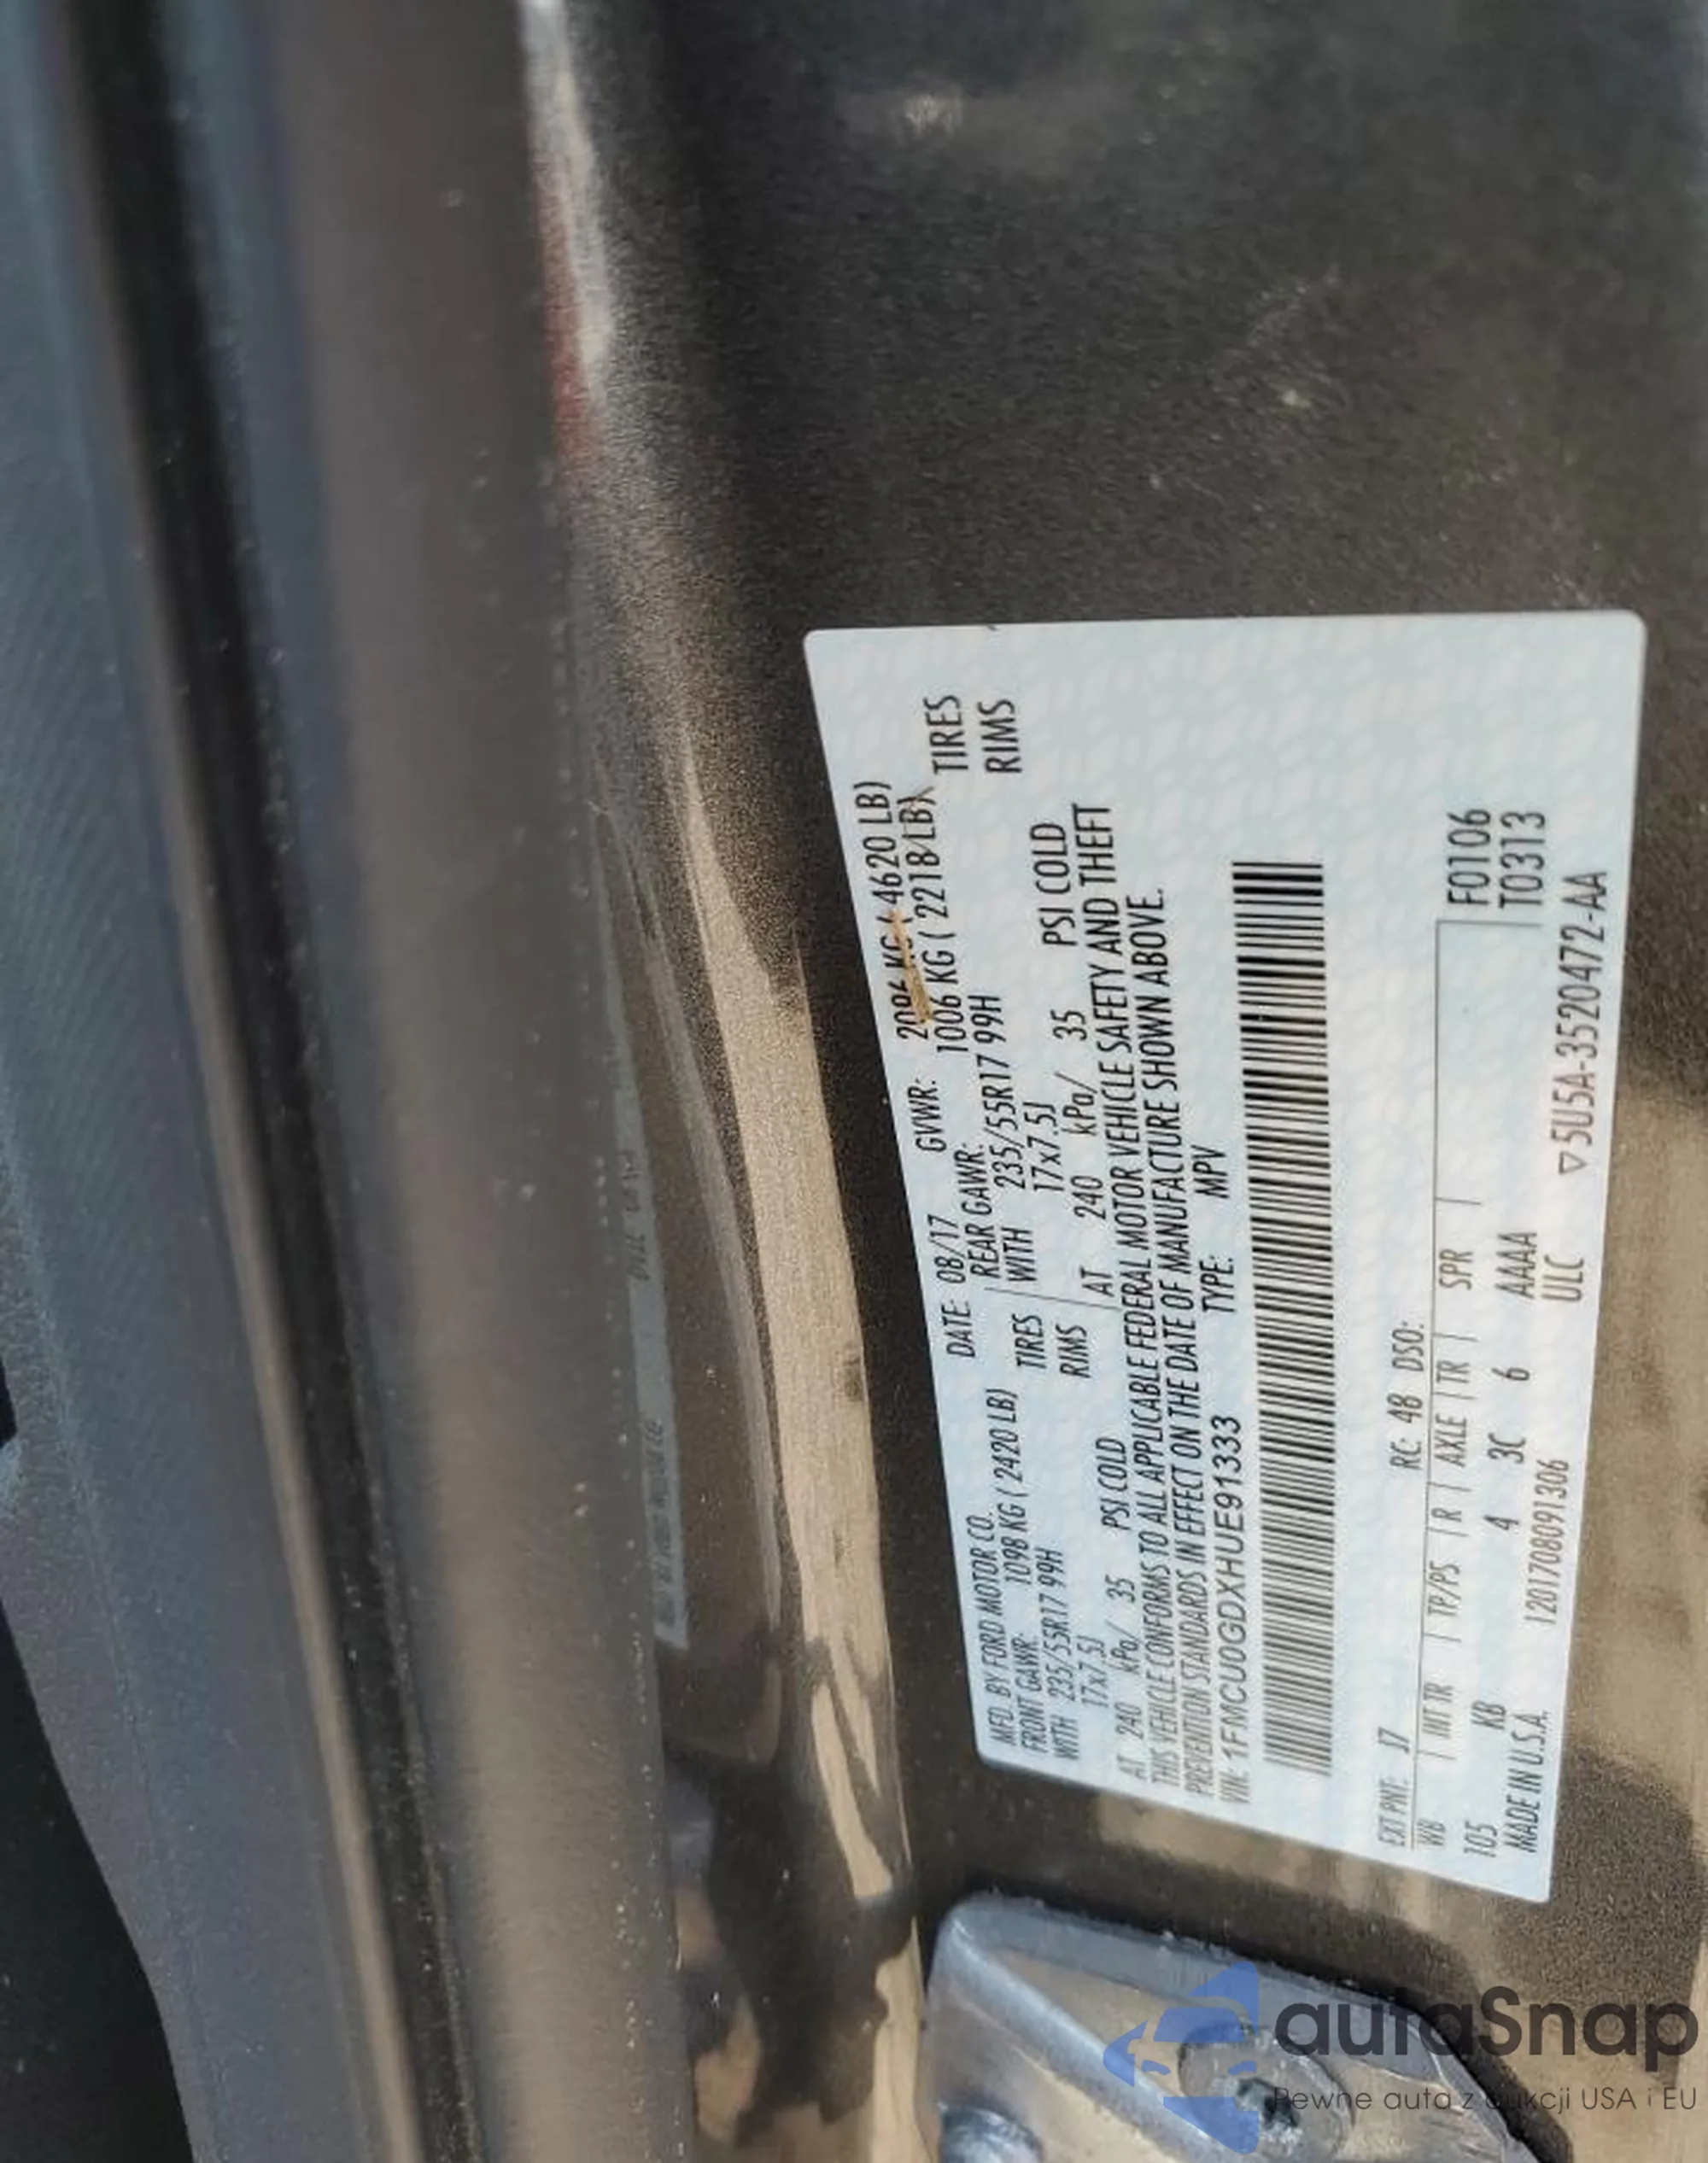 MFD. BY FORD MOTOR CO. DATE: 08/17 GVWR: 2096 KG ( 4620 LB)
FRONT GAWR: 1098 KG ( 2420 LB) REAR GAWR: 1006 KG ( 2218 LB)
WITH 235/55R17 99H TIRES WITH 235/55R17 99H TIRES
17x7.5J RIMS 17x7.5J RIMS
AT 240 kPa/ 35 PSI COLD AT 240 kPa/ 35 PSI COLD
THIS VEHICLE CONFORMS TO ALL APPLICABLE FEDERAL MOTOR VEHICLE SAFETY AND THEFT
PREVENTION STANDARDS IN EFFECT ON THE DATE OF MANUFACTURE SHOWN ABOVE.
VIN: 1FMCU0GDXHUE91333 TYPE: MPV
EXT PNT: J7 RC: 48 DSO:
WB | INT TR | TP/PS | R | AXLE | TR | SPR | F0106
105 KB 4 3C 6 AAAA T0313
MADE IN U.S.A. 1201708091306 ULC ▽5U5A-3520472-AA
autaSnap
Pewne auta z aukcji USA i EU